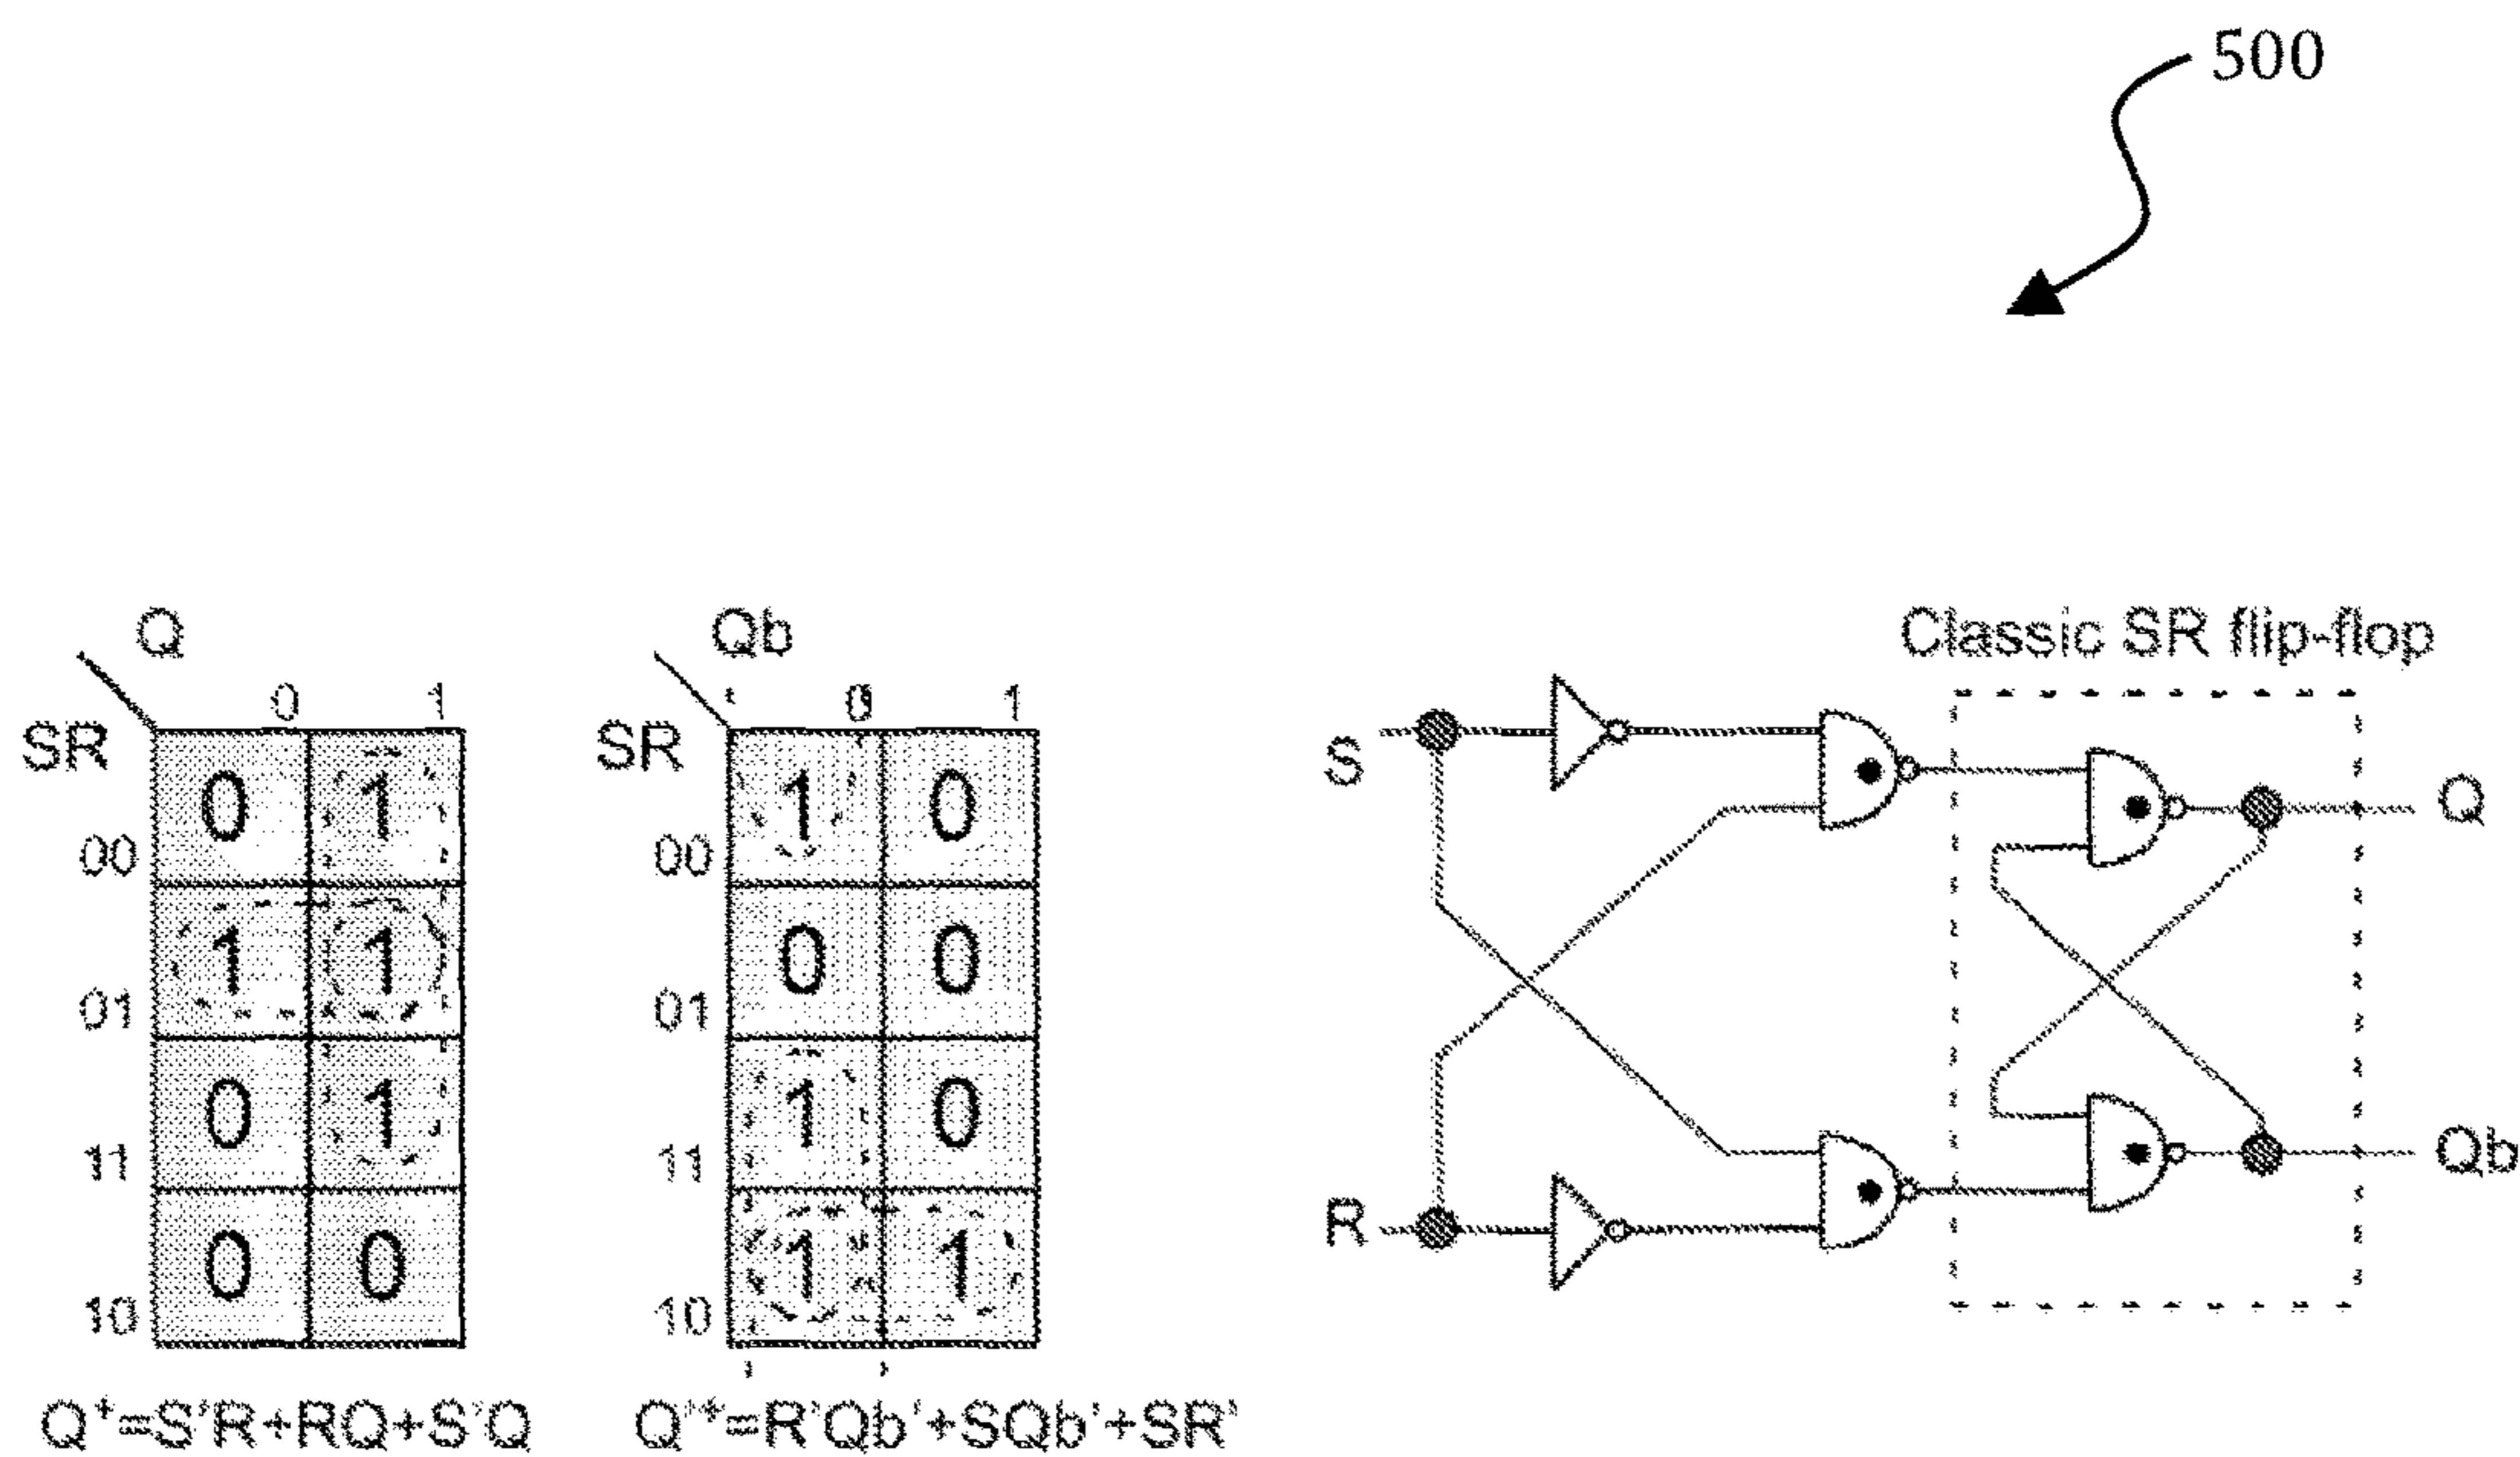 500
Q
0 1
SR
0 1
00
1 1
01
0 1
11
0 0
10
Q⁺=S'R+RQ+S'Q
Qb
0 1
SR
1 0
00
0 0
01
1 0
11
1 1
10
Q'⁺=R'Qb'+SQb'+SR'
Classic SR flip-flop
S
Q
R
Qb